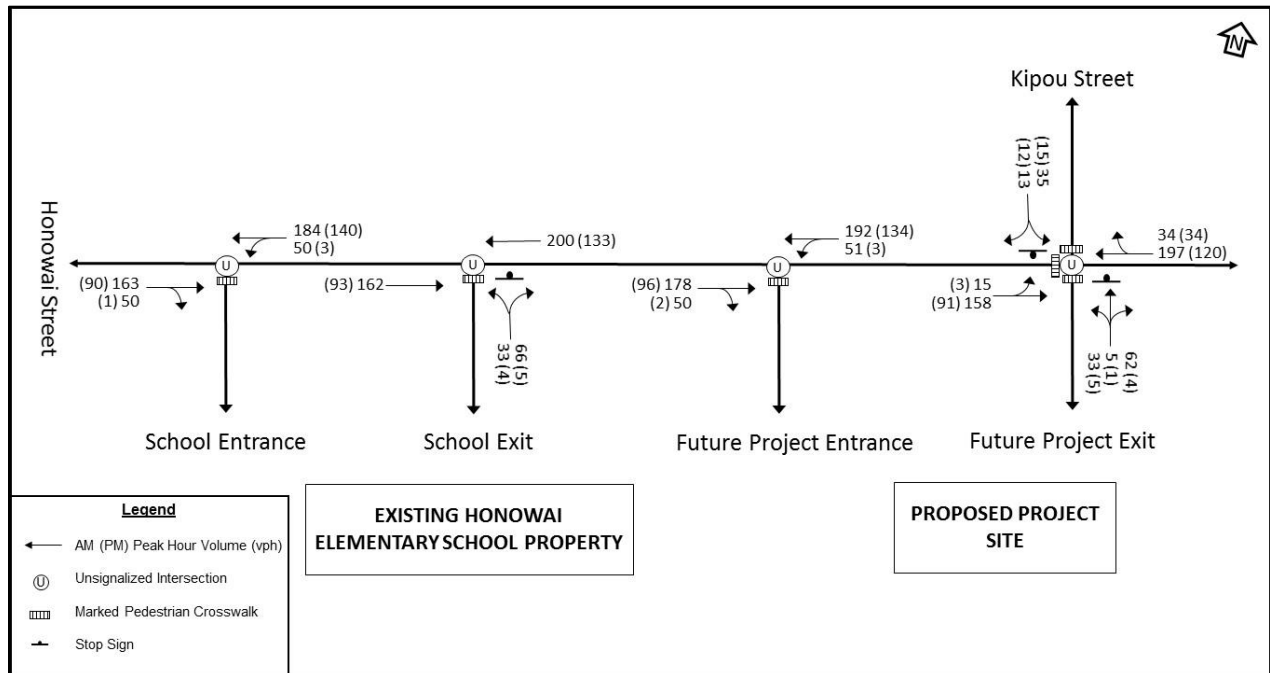 N
Kipou Street
(15) 35
(12) 13
Honowai Street
184 (140)
50 (3)
200 (133)
192 (134)
51 (3)
34 (34)
197 (120)
U
U
U
U
(90) 163
(1) 50
(93) 162
(96) 178
(2) 50
(3) 15
(91) 158
66 (5)
33 (4)
62 (4)
5 (1)
33 (5)
School Entrance
School Exit
Future Project Entrance
Future Project Exit
EXISTING HONOWAI
ELEMENTARY SCHOOL PROPERTY
PROPOSED PROJECT
SITE
Legend
AM (PM) Peak Hour Volume (vph)
U Unsignalized Intersection
Marked Pedestrian Crosswalk
Stop Sign